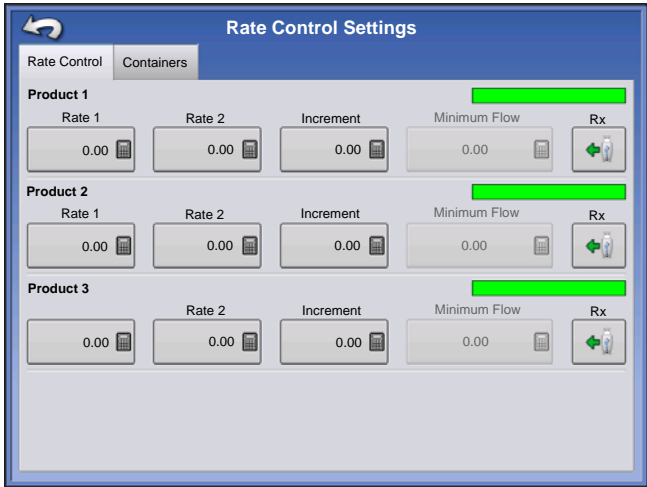 Rate Control Settings
Rate Control Containers
Product 1
Rate 1 Rate 2 Increment Minimum Flow Rx
0.00 0.00 0.00 0.00
Product 2
Rate 1 Rate 2 Increment Minimum Flow Rx
0.00 0.00 0.00 0.00
Product 3
Rate 2 Increment Minimum Flow Rx
0.00 0.00 0.00 0.00